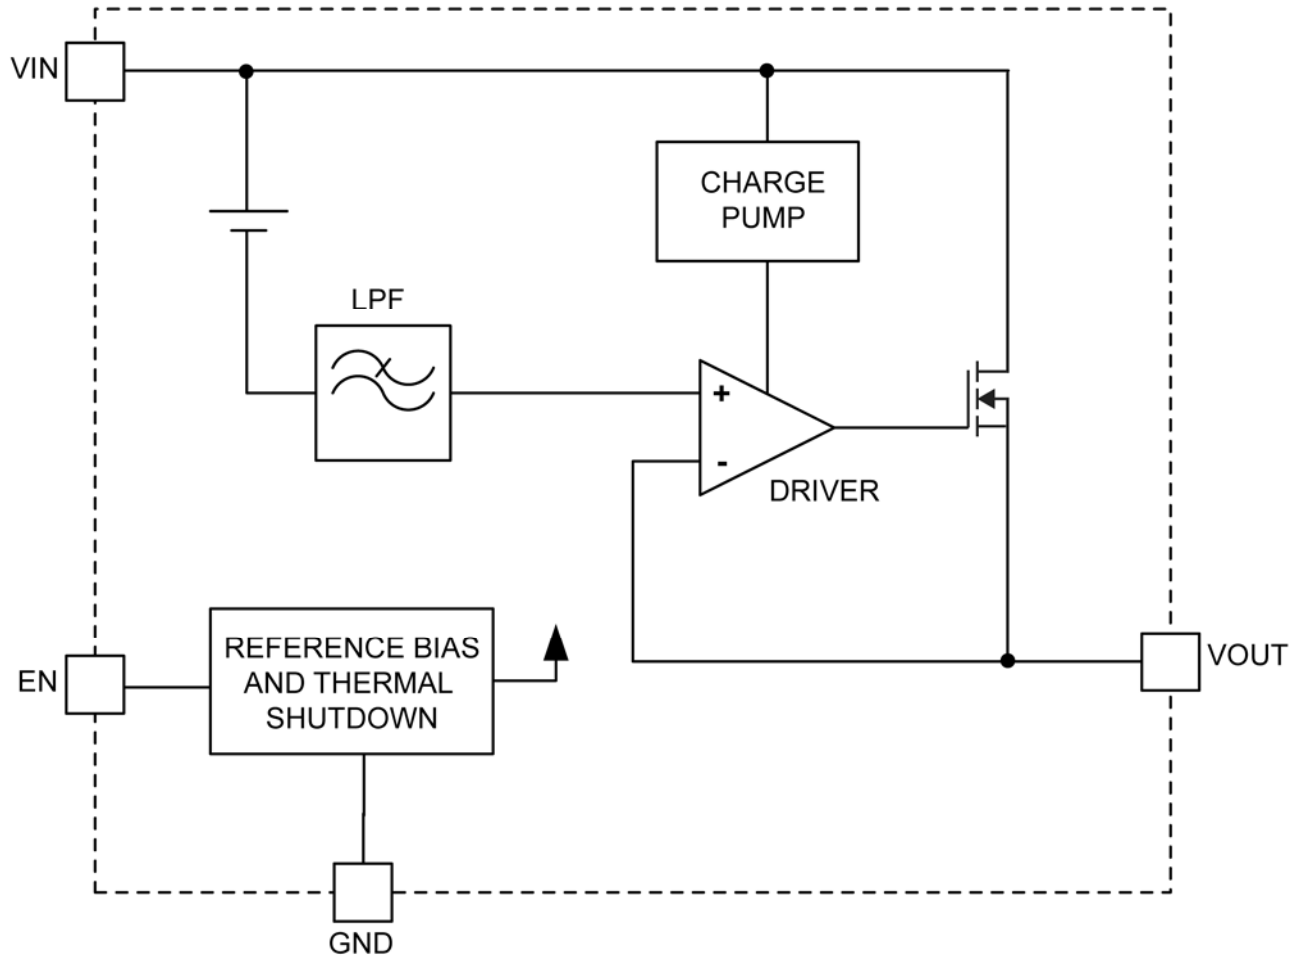 VIN
CHARGE
PUMP
LPF
+
-
DRIVER
REFERENCE BIAS
AND THERMAL
SHUTDOWN
EN
VOUT
GND